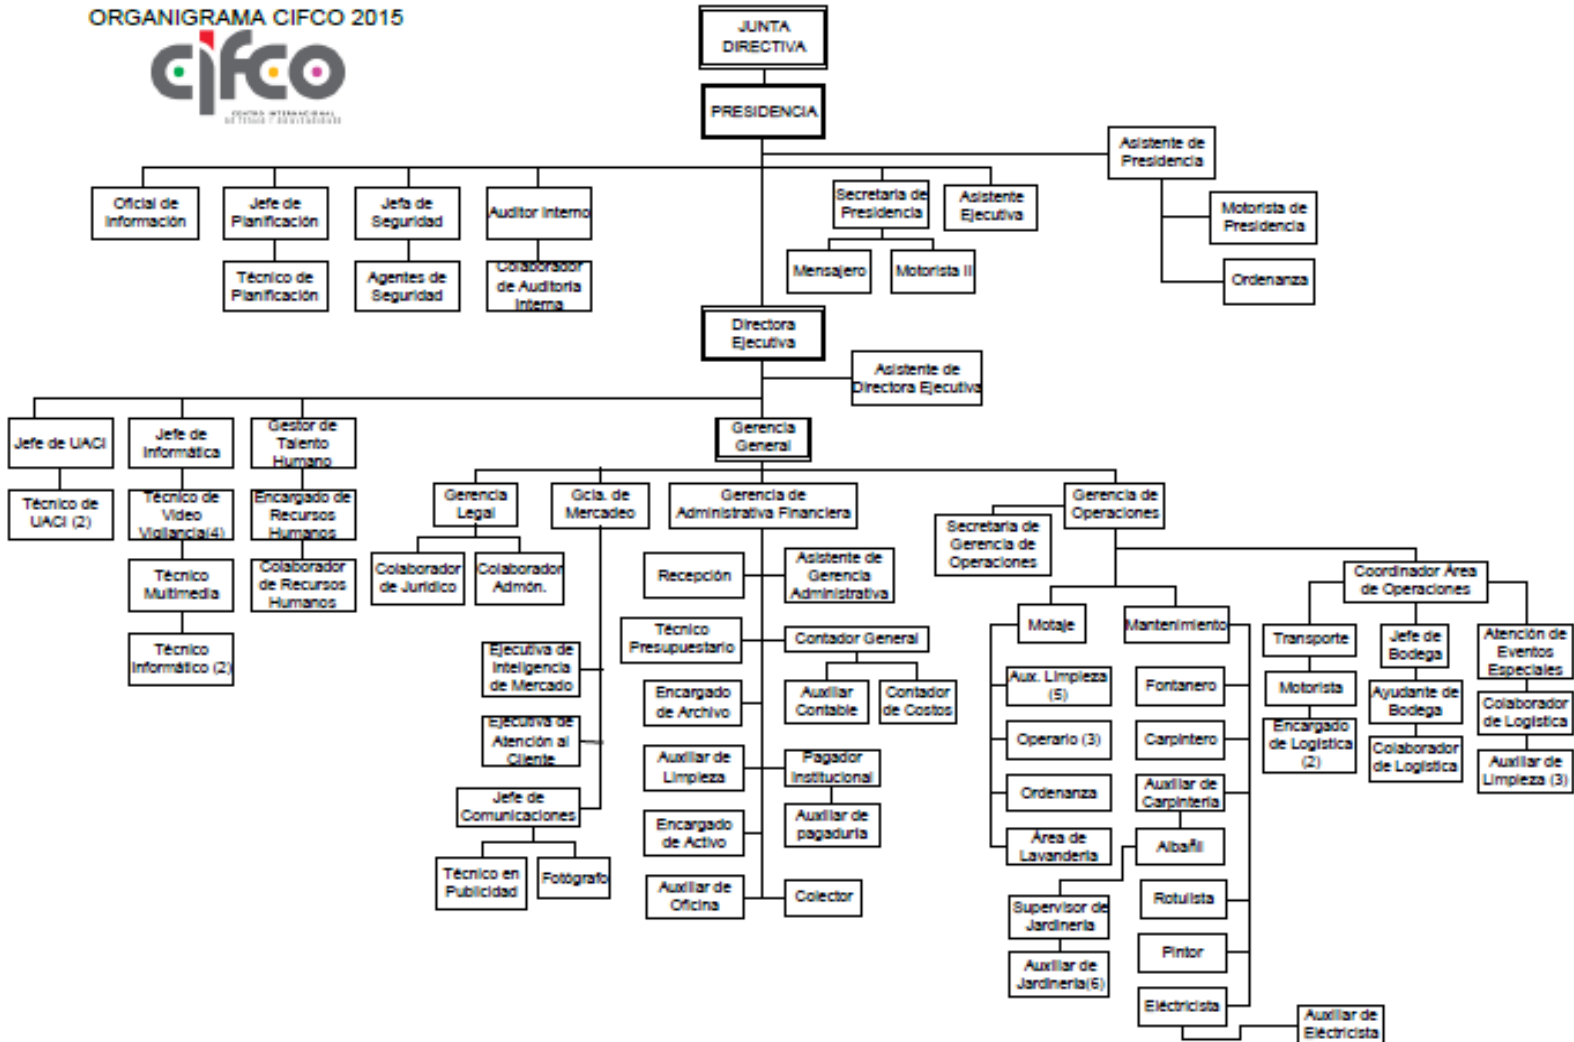 ORGANIGRAMA CIFCO 2015
cifco
CENTRO INTERNACIONAL
DE FERIAS Y CONVENCIONES
JUNTA
DIRECTIVA
PRESIDENCIA
Asistente de
Presidencia
Oficial de
Información
Jefe de
Planificación
Jefa de
Seguridad
Auditor Interno
Secretaria de
Presidencia
Asistente
Ejecutiva
Motorista de
Presidencia
Técnico de
Planificación
Agentes de
Seguridad
Colaborador
de Auditoria
Interna
Mensajero
Motorista II
Ordenanza
Directora
Ejecutiva
Asistente de
Directora Ejecutiva
Jefe de UACI
Jefe de
Informática
Gestor de
Talento
Humano
Gerencia
General
Técnico de
UACI (2)
Técnico de
Video
Vigilancia(4)
Encargado de
Recursos
Humanos
Gerencia
Legal
Gcia. de
Mercadeo
Gerencia de
Administrativa Financiera
Gerencia de
Operaciones
Secretaria de
Gerencia de
Operaciones
Técnico
Multimedia
Colaborador
de Recursos
Humanos
Colaborador
de Jurídico
Colaborador
Admón.
Recepción
Asistente de
Gerencia
Administrativa
Coordinador Área
de Operaciones
Técnico
Informático (2)
Ejecutiva de
Inteligencia
de Mercado
Técnico
Presupuestario
Contador General
Motaje
Mantenimiento
Transporte
Jefe de
Bodega
Atención de
Eventos
Especiales
Encargado
de Archivo
Auxiliar
Contable
Contador
de Costos
Aux. Limpieza
(5)
Fontanero
Motorista
Ayudante de
Bodega
Colaborador
de Logística
Ejecutiva de
Atención al
Cliente
Auxiliar de
Limpieza
Pagador
Institucional
Operario (3)
Carpintero
Encargado
de Logística
(2)
Colaborador
de Logística
Auxiliar de
Limpieza (3)
Jefe de
Comunicaciones
Encargado
de Activo
Auxiliar de
pagaduria
Ordenanza
Auxiliar de
Carpintería
Área de
Lavandería
Albañil
Técnico en
Publicidad
Fotógrafo
Auxiliar de
Oficina
Colector
Supervisor de
Jardinería
Rotulista
Auxiliar de
Jardinería(6)
Pintor
Eléctricista
Auxiliar de
Eléctricista